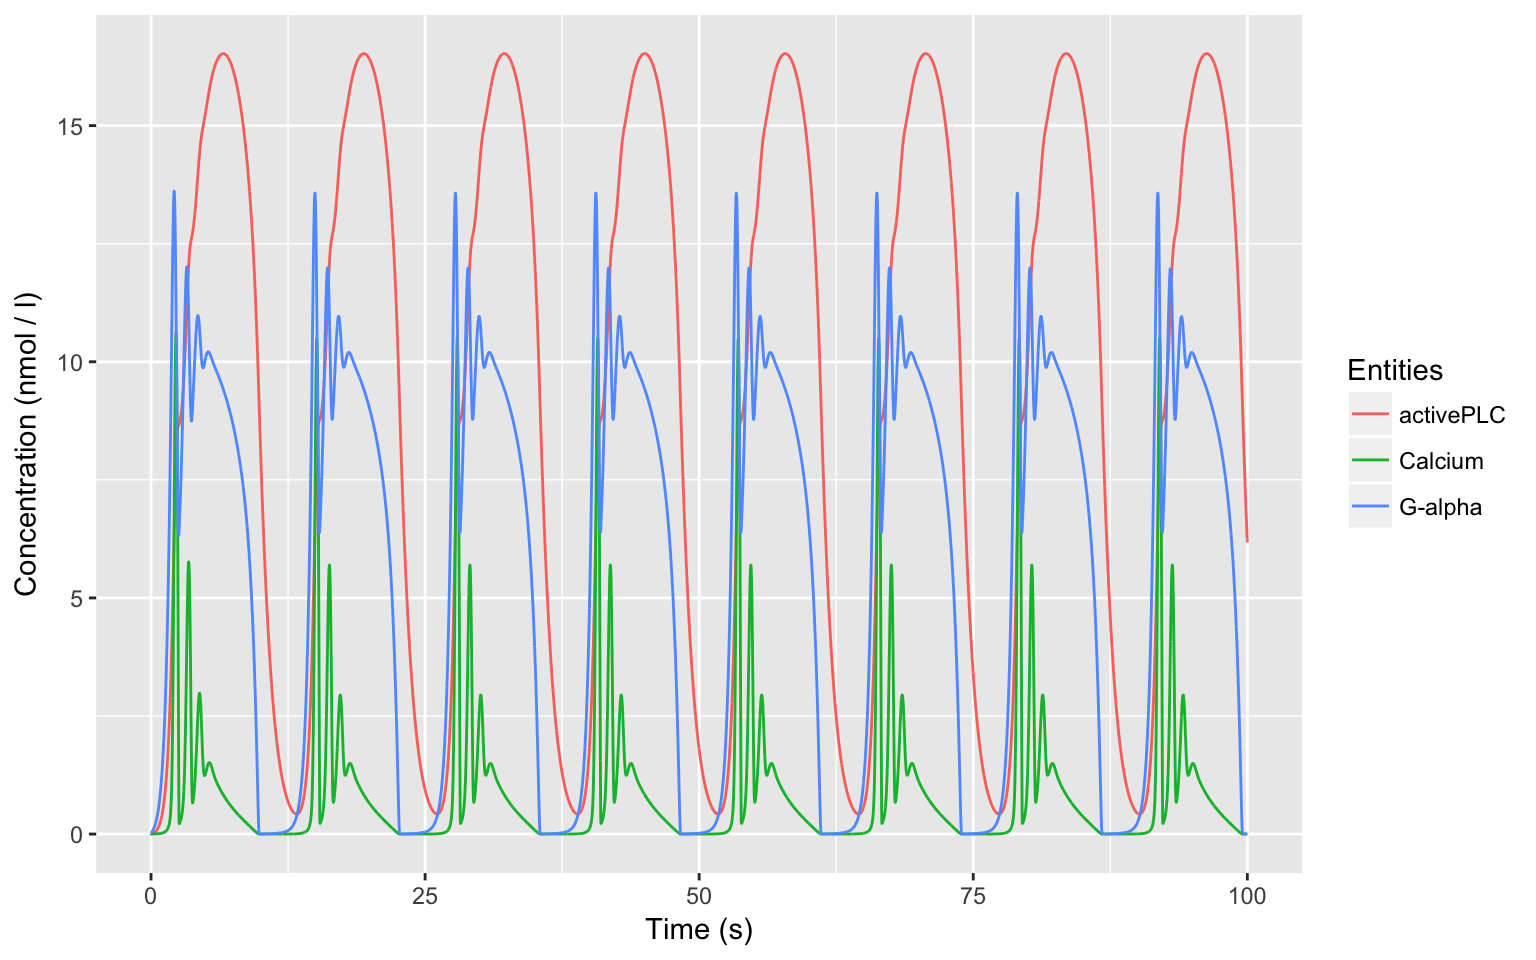 15
10
5
0
0 25 50 75 100
Time (s)
Concentration (nmol / l)
Entities
activePLC
Calcium
G-alpha